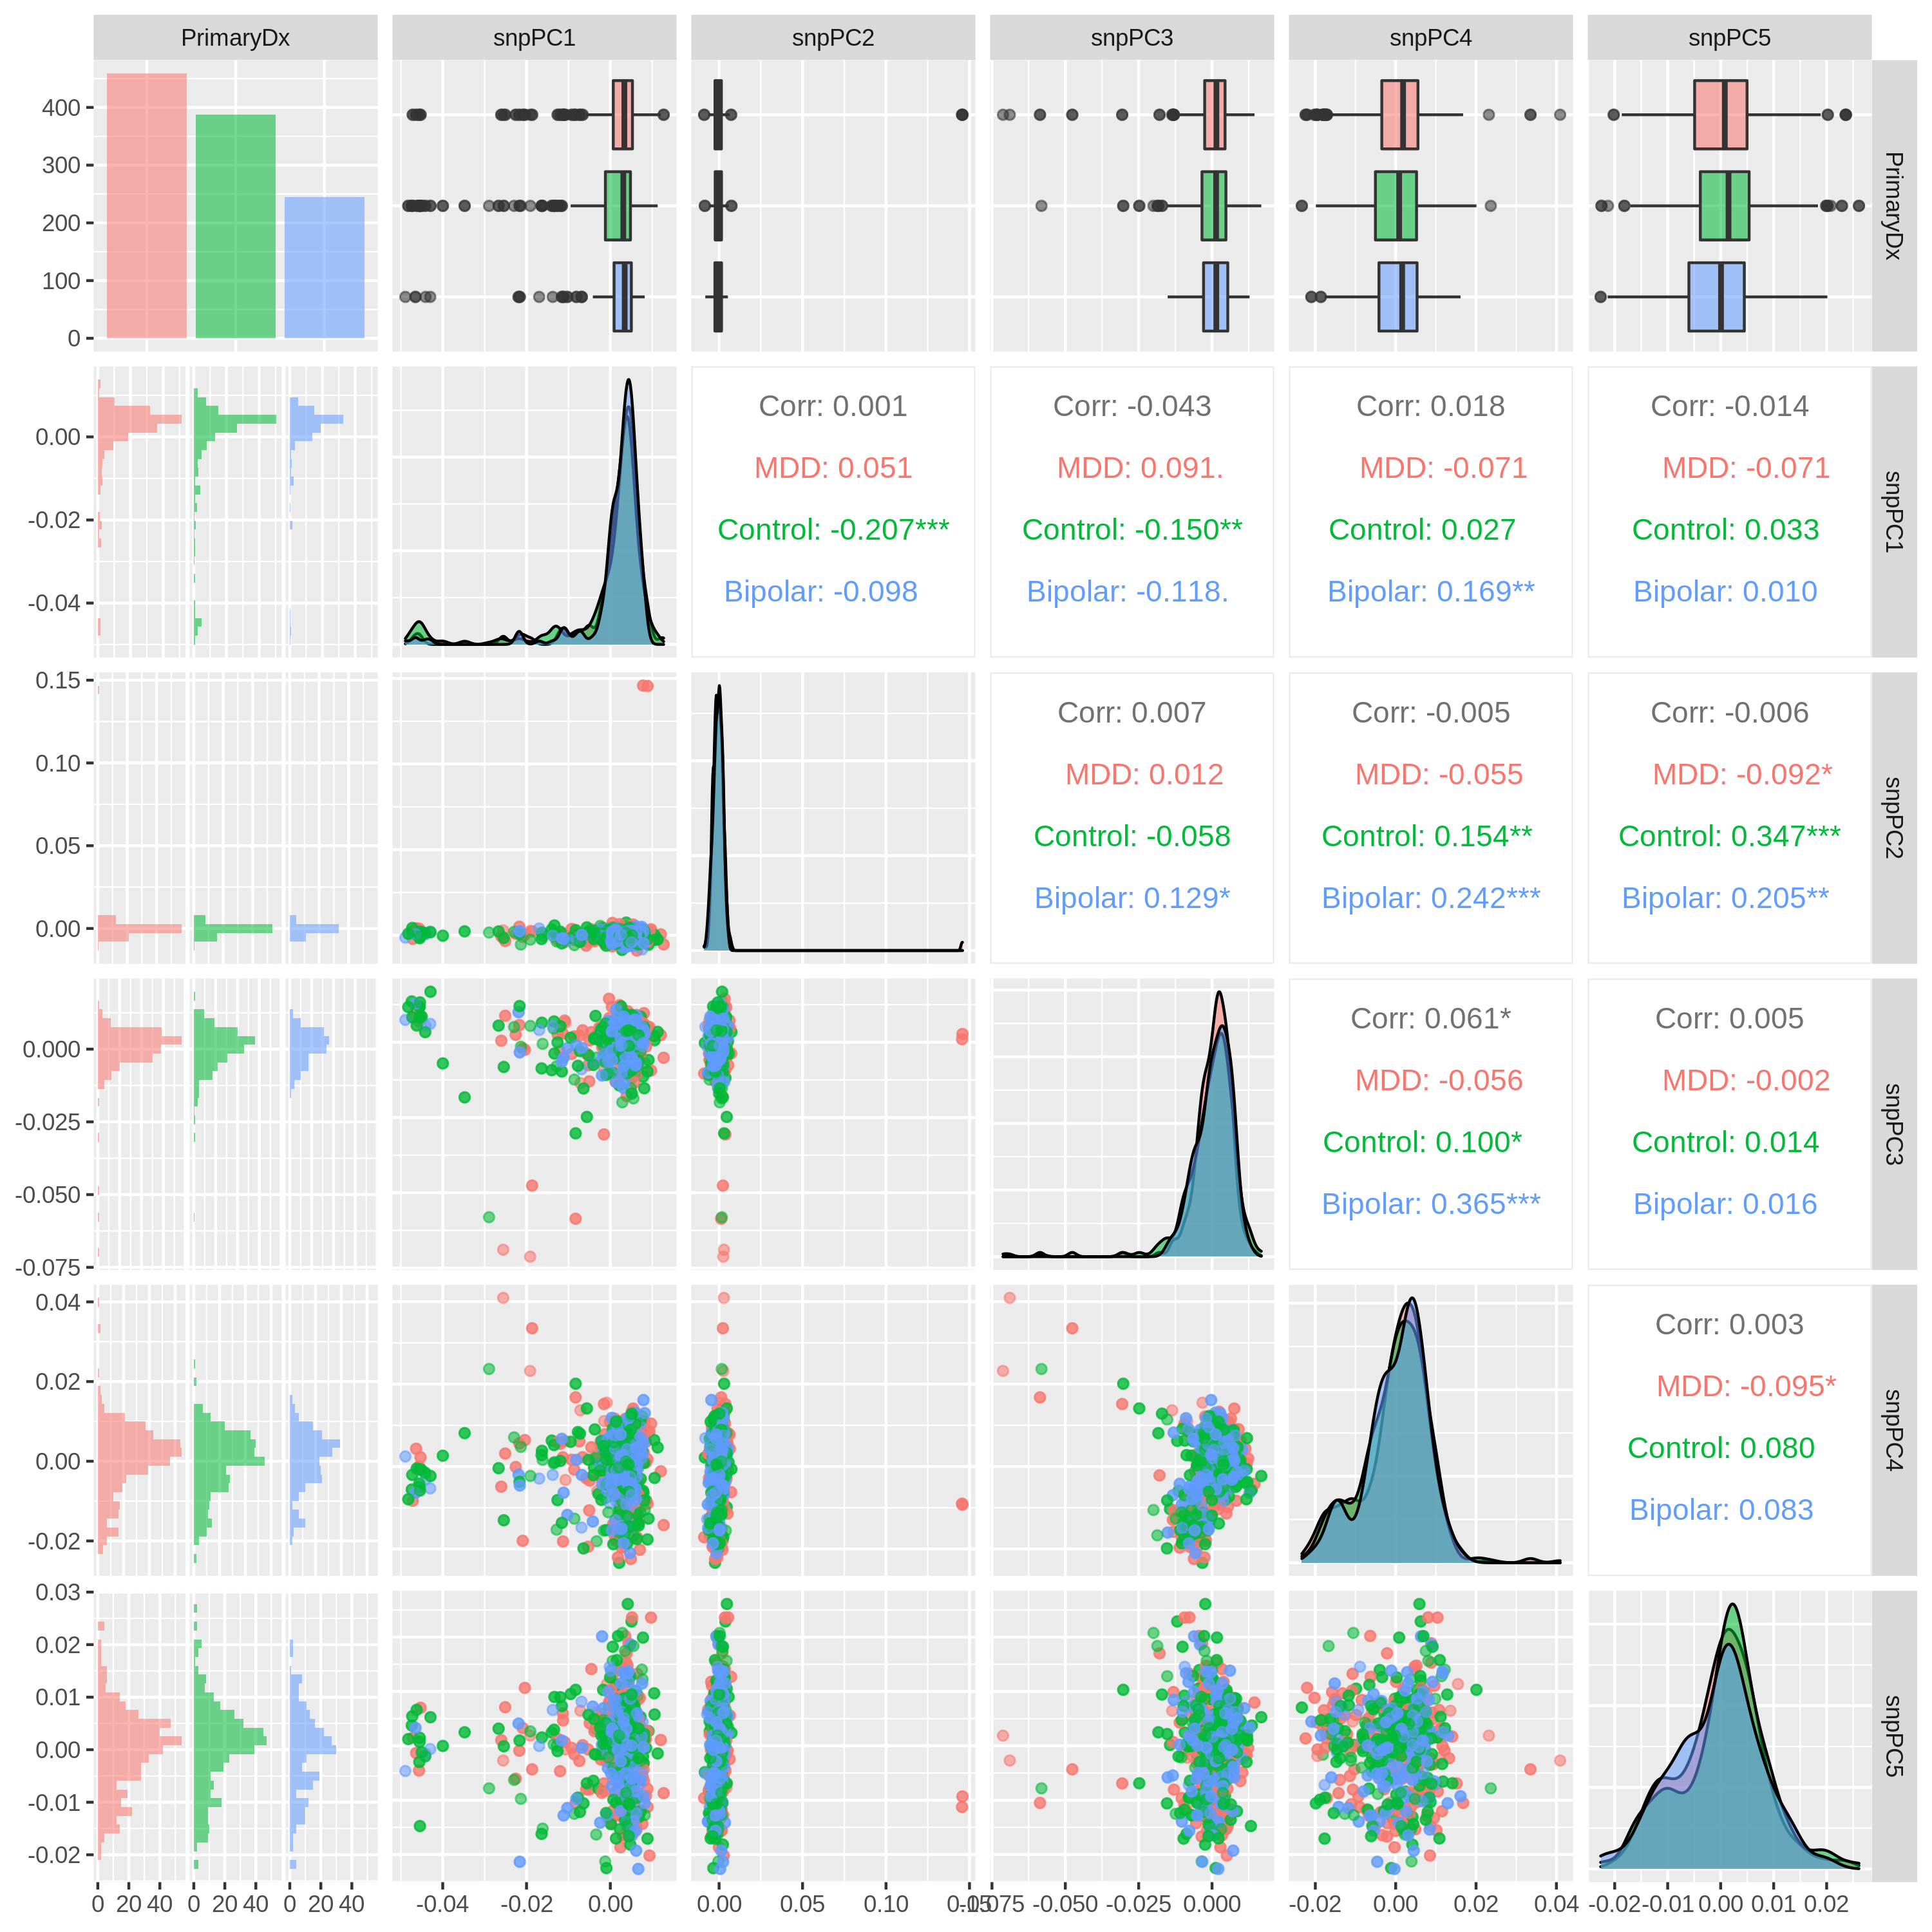 PrimaryDx snpPC1 snpPC2 snpPC3 snpPC4 snpPC5
400
300
200
100
0
PrimaryDx
0.00
-0.02
-0.04
Corr: 0.001 Corr: -0.043 Corr: 0.018 Corr: -0.014
MDD: 0.051 MDD: 0.091. MDD: -0.071 MDD: -0.071
Control: -0.207*** Control: -0.150** Control: 0.027 Control: 0.033
Bipolar: -0.098 Bipolar: -0.118. Bipolar: 0.169** Bipolar: 0.010
snpPC1
0.15
0.10
0.05
0.00
Corr: 0.007 Corr: -0.005 Corr: -0.006
MDD: 0.012 MDD: -0.055 MDD: -0.092*
Control: -0.058 Control: 0.154** Control: 0.347***
Bipolar: 0.129* Bipolar: 0.242*** Bipolar: 0.205**
snpPC2
0.000
-0.025
-0.050
-0.075
Corr: 0.061* Corr: 0.005
MDD: -0.056 MDD: -0.002
Control: 0.100* Control: 0.014
Bipolar: 0.365*** Bipolar: 0.016
snpPC3
0.04
0.02
0.00
-0.02
Corr: 0.003
MDD: -0.095*
Control: 0.080
Bipolar: 0.083
snpPC4
0.03
0.02
0.01
0.00
-0.01
-0.02
snpPC5
0 20 40 0 20 40 0 20 40 -0.04 -0.02 0.00 0.00 0.05 0.10 0.15 -0.075 -0.050 -0.025 0.000 -0.02 0.00 0.02 0.04 -0.02 -0.01 0.00 0.01 0.02